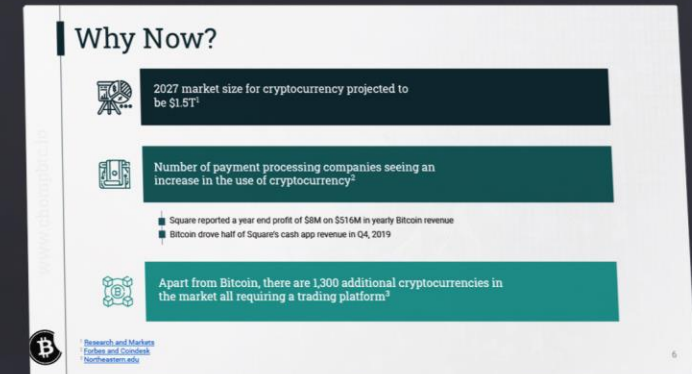 Why Now?
2027 market size for cryptocurrency projected to
be $1.5T¹
Number of payment processing companies seeing an
increase in the use of cryptocurrency²
Square reported a year end profit of $8M on $516M in yearly Bitcoin revenue
Bitcoin drove half of Square's cash app revenue in Q4, 2019
Apart from Bitcoin, there are 1,300 additional cryptocurrencies in
the market all requiring a trading platform³
¹ Research and Markets
² Forbes and Coindesk
³ Northeastern.edu
6